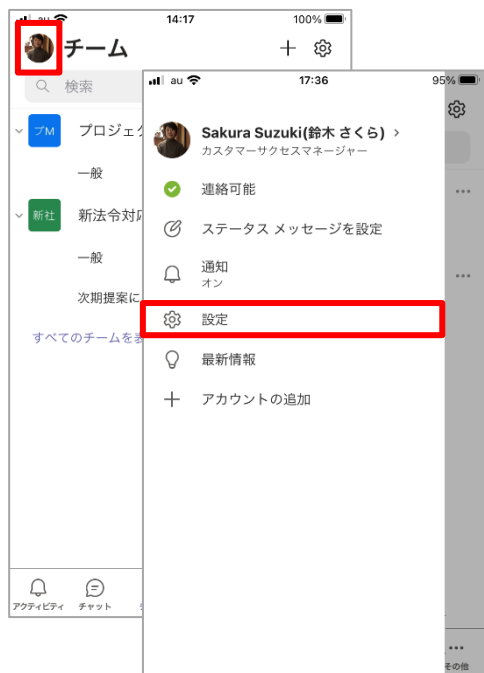 au
14:17
100%
チーム
検索
プM
プロジェ
一般
新社
新法令対応
一般
次期提案に
すべてのチームを
アクティビティ
チャット
au
17:36
95%
Sakura Suzuki(鈴木 さくら)
カスタマーサクセスマネージャー
連絡可能
ステータス メッセージを設定
通知
オン
設定
最新情報
アカウントの追加
その他